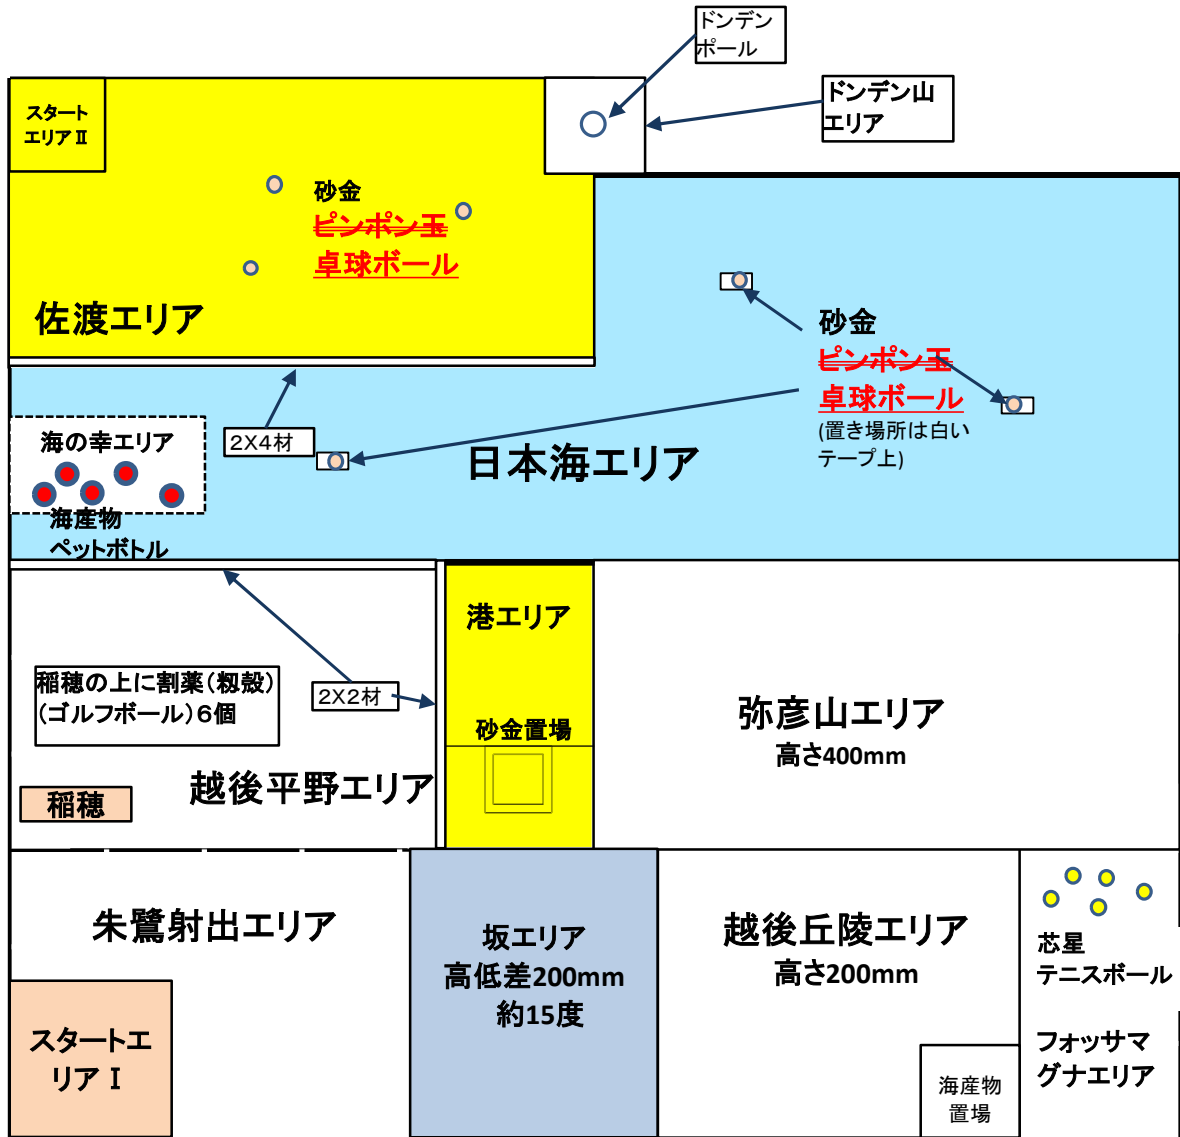 ドンデン
ポール
ドンデン山
エリア
スタート
エリアⅡ
砂金
ピンポン玉
卓球ボール
佐渡エリア
砂金
ピンポン玉
卓球ボール
(置き場所は白い
テープ上)
海の幸エリア
2X4材
日本海エリア
海産物
ペットボトル
港エリア
稲穂の上に割薬(籾殻)
(ゴルフボール)6個
2X2材
砂金置場
弥彦山エリア
高さ400mm
越後平野エリア
稲穂
朱鷺射出エリア
坂エリア
高低差200mm
約15度
越後丘陵エリア
高さ200mm
芯星
テニスボール
スタートエ
リア Ⅰ
フォッサマ
グナエリア
海産物
置場